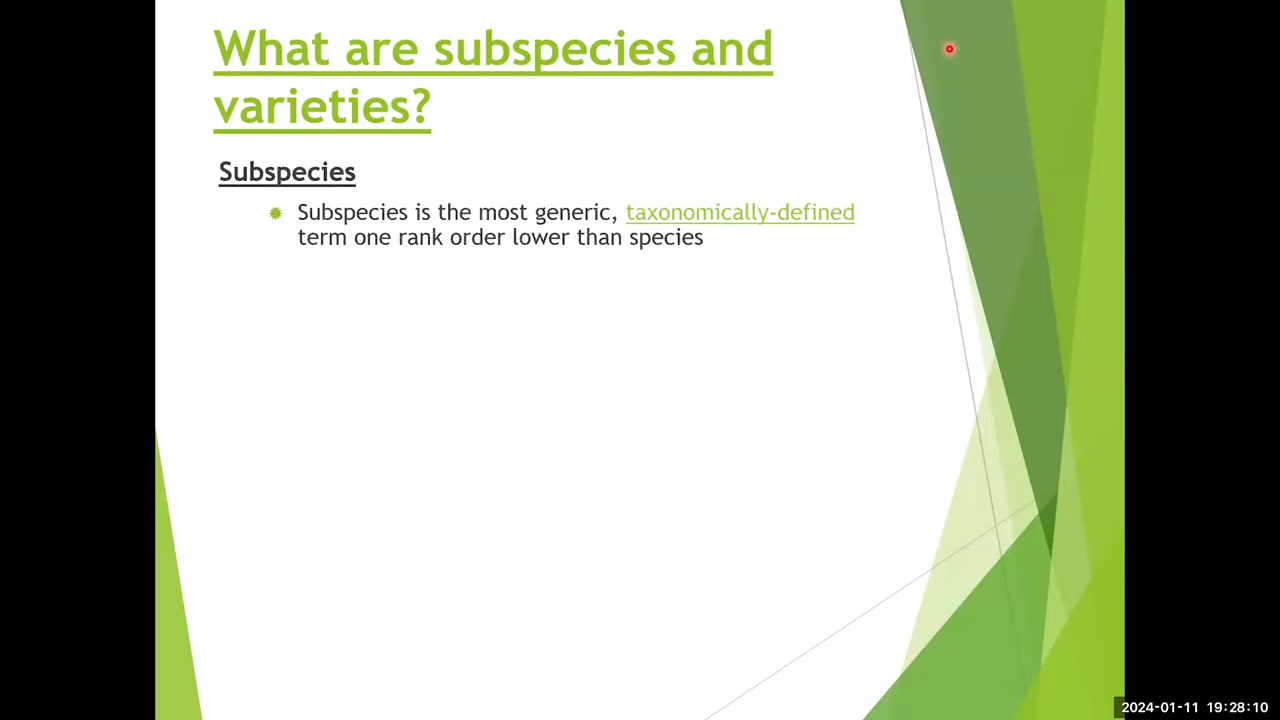 What are subspecies and
varieties?
Subspecies
Subspecies is the most generic, taxonomically-defined
term one rank order lower than species
2024-01-11 19:28:10